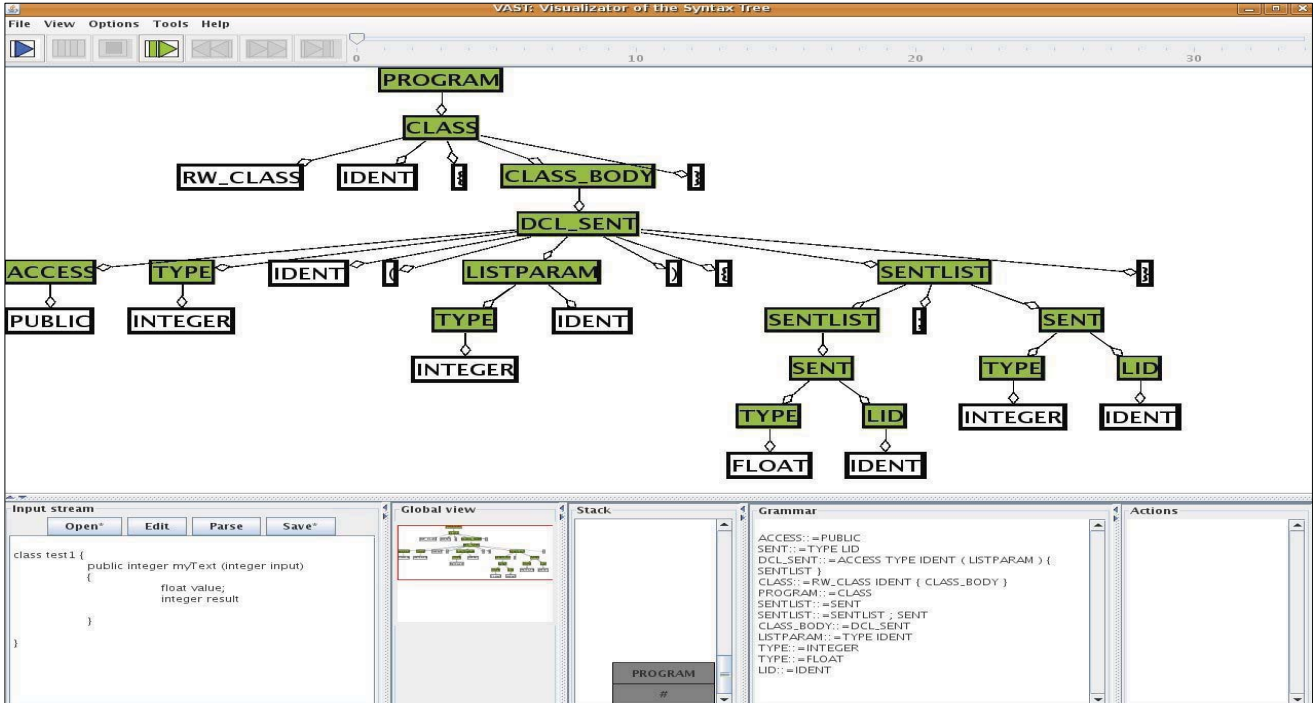 VAST: Visualizator of the Syntax Tree
File View Options Tools Help
0 10 20 30
PROGRAM
CLASS
RW_CLASS IDENT { CLASS_BODY }
DCL_SENT
ACCESS TYPE IDENT ( LISTPARAM ) { SENTLIST }
PUBLIC INTEGER TYPE IDENT SENTLIST ; SENT
INTEGER SENT TYPE LID
TYPE LID INTEGER IDENT
FLOAT IDENT
Input stream
Open* Edit Parse Save*
class test1 {
public integer myText (integer input)
{
float value;
integer result
}
}
Global view
Stack
PROGRAM
#
Grammar
ACCESS::=PUBLIC
SENT::=TYPE LID
DCL_SENT::=ACCESS TYPE IDENT ( LISTPARAM ) {
SENTLIST }
CLASS::=RW_CLASS IDENT { CLASS_BODY }
PROGRAM::=CLASS
SENTLIST::=SENT
SENTLIST::=SENTLIST ; SENT
CLASS_BODY::=DCL_SENT
LISTPARAM::=TYPE IDENT
TYPE::=INTEGER
TYPE::=FLOAT
LID::=IDENT
Actions